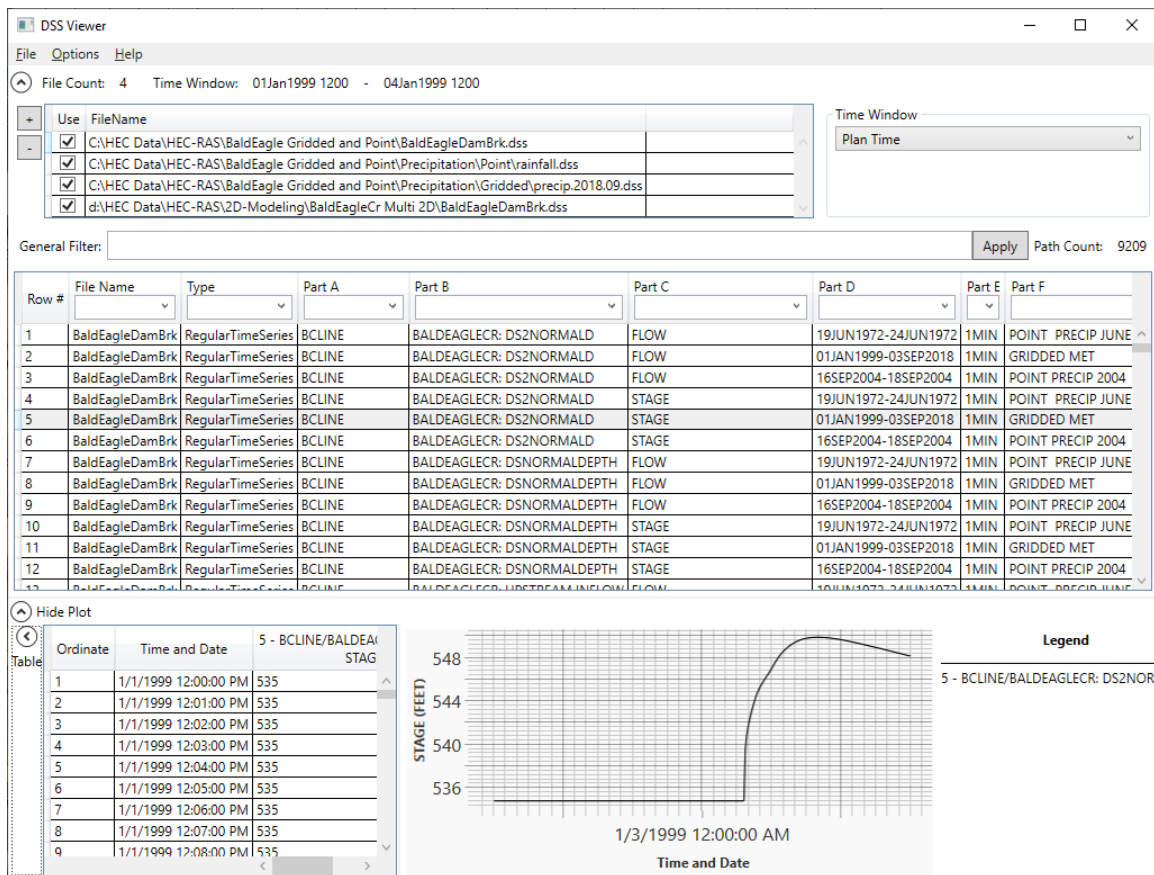 DSS Viewer
File Options Help
File Count: 4 Time Window: 01Jan1999 1200 - 04Jan1999 1200
+ Use FileName
- C:\HEC Data\HEC-RAS\BaldEagle Gridded and Point\BaldEagleDamBrk.dss
C:\HEC Data\HEC-RAS\BaldEagle Gridded and Point\Precipitation\Point\rainfall.dss
C:\HEC Data\HEC-RAS\BaldEagle Gridded and Point\Precipitation\Gridded\precip.2018.09.dss
d:\HEC Data\HEC-RAS\2D-Modeling\BaldEagleCr Multi 2D\BaldEagleDamBrk.dss
Time Window
Plan Time
General Filter: Apply Path Count: 9209
Row # File Name Type Part A Part B Part C Part D Part E Part F
1 BaldEagleDamBrk RegularTimeSeries BCLINE BALDEAGLECR: DS2NORMALD FLOW 19JUN1972-24JUN1972 1MIN POINT PRECIP JUNE
2 BaldEagleDamBrk RegularTimeSeries BCLINE BALDEAGLECR: DS2NORMALD FLOW 01JAN1999-03SEP2018 1MIN GRIDDED MET
3 BaldEagleDamBrk RegularTimeSeries BCLINE BALDEAGLECR: DS2NORMALD FLOW 16SEP2004-18SEP2004 1MIN POINT PRECIP 2004
4 BaldEagleDamBrk RegularTimeSeries BCLINE BALDEAGLECR: DS2NORMALD STAGE 19JUN1972-24JUN1972 1MIN POINT PRECIP JUNE
5 BaldEagleDamBrk RegularTimeSeries BCLINE BALDEAGLECR: DS2NORMALD STAGE 01JAN1999-03SEP2018 1MIN GRIDDED MET
6 BaldEagleDamBrk RegularTimeSeries BCLINE BALDEAGLECR: DS2NORMALD STAGE 16SEP2004-18SEP2004 1MIN POINT PRECIP 2004
7 BaldEagleDamBrk RegularTimeSeries BCLINE BALDEAGLECR: DSNORMALDEPTH FLOW 19JUN1972-24JUN1972 1MIN POINT PRECIP JUNE
8 BaldEagleDamBrk RegularTimeSeries BCLINE BALDEAGLECR: DSNORMALDEPTH FLOW 01JAN1999-03SEP2018 1MIN GRIDDED MET
9 BaldEagleDamBrk RegularTimeSeries BCLINE BALDEAGLECR: DSNORMALDEPTH FLOW 16SEP2004-18SEP2004 1MIN POINT PRECIP 2004
10 BaldEagleDamBrk RegularTimeSeries BCLINE BALDEAGLECR: DSNORMALDEPTH STAGE 19JUN1972-24JUN1972 1MIN POINT PRECIP JUNE
11 BaldEagleDamBrk RegularTimeSeries BCLINE BALDEAGLECR: DSNORMALDEPTH STAGE 01JAN1999-03SEP2018 1MIN GRIDDED MET
12 BaldEagleDamBrk RegularTimeSeries BCLINE BALDEAGLECR: DSNORMALDEPTH STAGE 16SEP2004-18SEP2004 1MIN POINT PRECIP 2004
Hide Plot
Table
Ordinate Time and Date 5 - BCLINE/BALDEAG
STAG
1 1/1/1999 12:00:00 PM 535
2 1/1/1999 12:01:00 PM 535
3 1/1/1999 12:02:00 PM 535
4 1/1/1999 12:03:00 PM 535
5 1/1/1999 12:04:00 PM 535
6 1/1/1999 12:05:00 PM 535
7 1/1/1999 12:06:00 PM 535
8 1/1/1999 12:07:00 PM 535
9 1/1/1999 12:08:00 PM 535
STAGE (FEET)
548
544
540
536
1/3/1999 12:00:00 AM
Time and Date
Legend
5 - BCLINE/BALDEAGLECR: DS2NOR